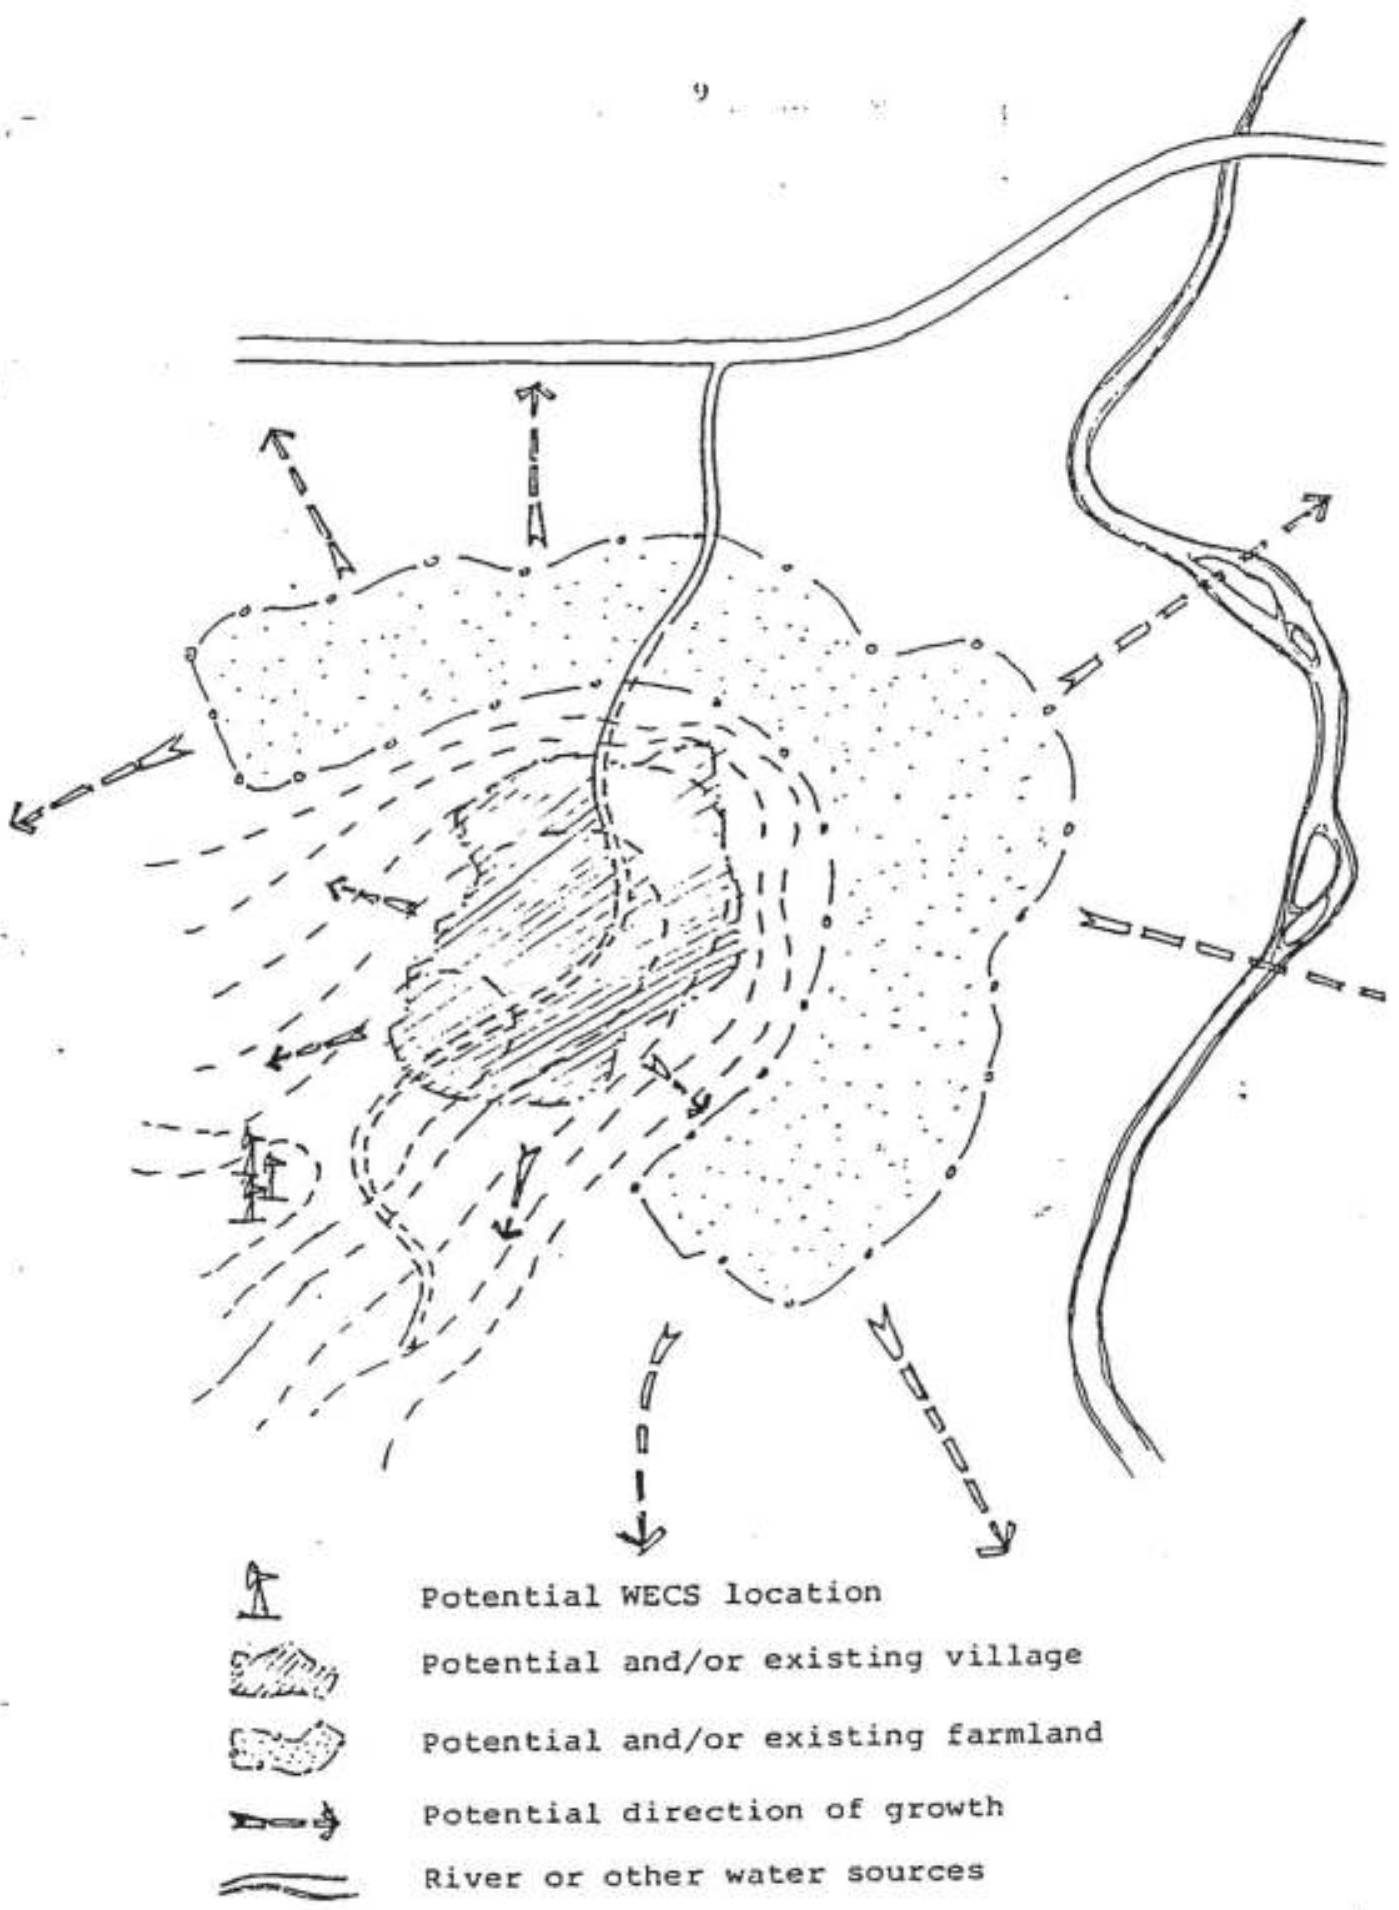 9
Potential WECS location
Potential and/or existing village
Potential and/or existing farmland
Potential direction of growth
River or other water sources